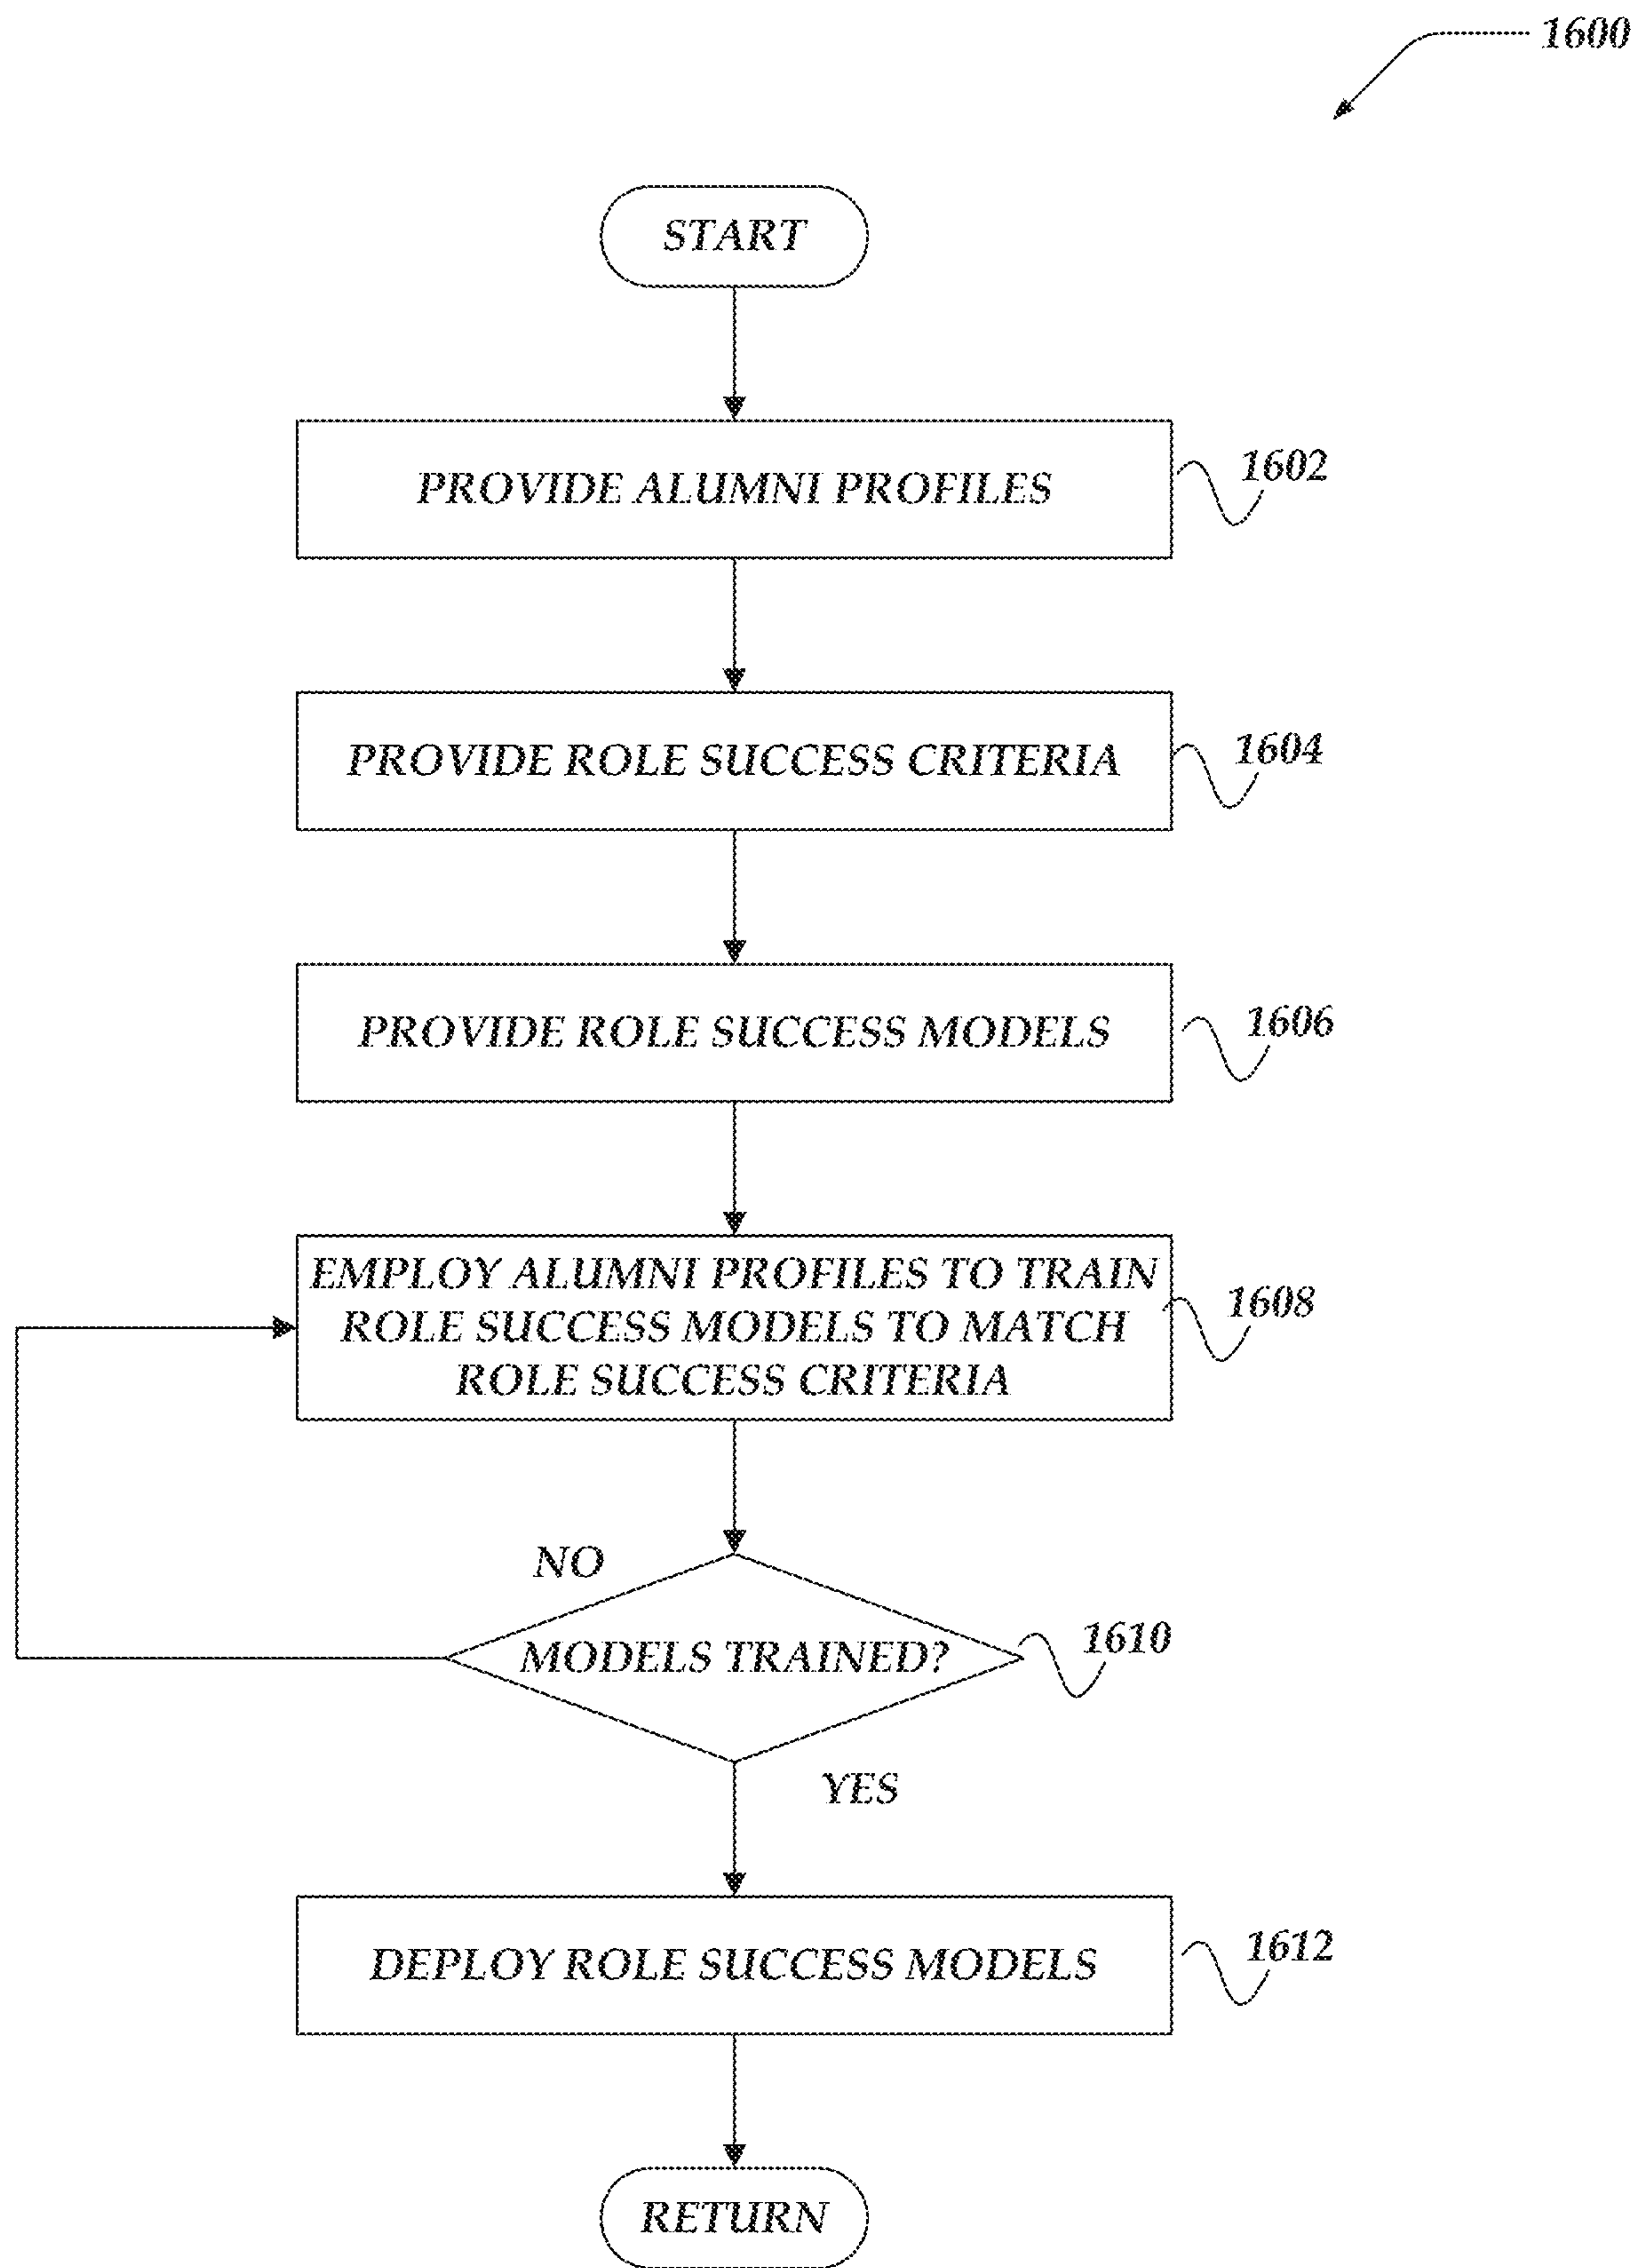 1600
START
PROVIDE ALUMNI PROFILES
1602
PROVIDE ROLE SUCCESS CRITERIA
1604
PROVIDE ROLE SUCCESS MODELS
1606
EMPLOY ALUMNI PROFILES TO TRAIN
ROLE SUCCESS MODELS TO MATCH
ROLE SUCCESS CRITERIA
1608
NO
MODELS TRAINED?
1610
YES
DEPLOY ROLE SUCCESS MODELS
1612
RETURN